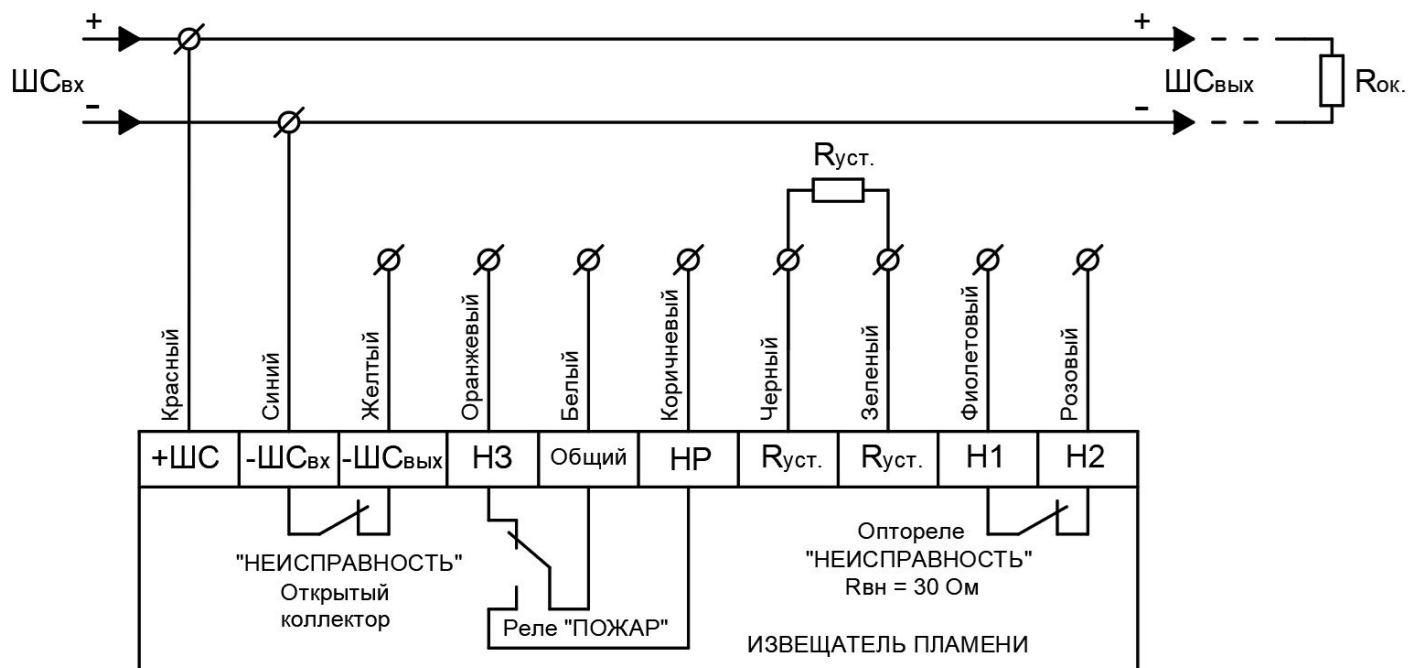 + +
ШСвх ШСвых Rок.
- -
Rуст.
Красный
Синий
Желтый
Оранжевый
Белый
Коричневый
Черный
Зеленый
Фиолетовый
Розовый
+ШС -ШСвх -ШСвых НЗ Общий НР Rуст. Rуст. Н1 Н2
"НЕИСПРАВНОСТЬ"
Открытый
коллектор
Реле "ПОЖАР"
Оптореле
"НЕИСПРАВНОСТЬ"
Rвн = 30 Ом
ИЗВЕЩАТЕЛЬ ПЛАМЕНИ